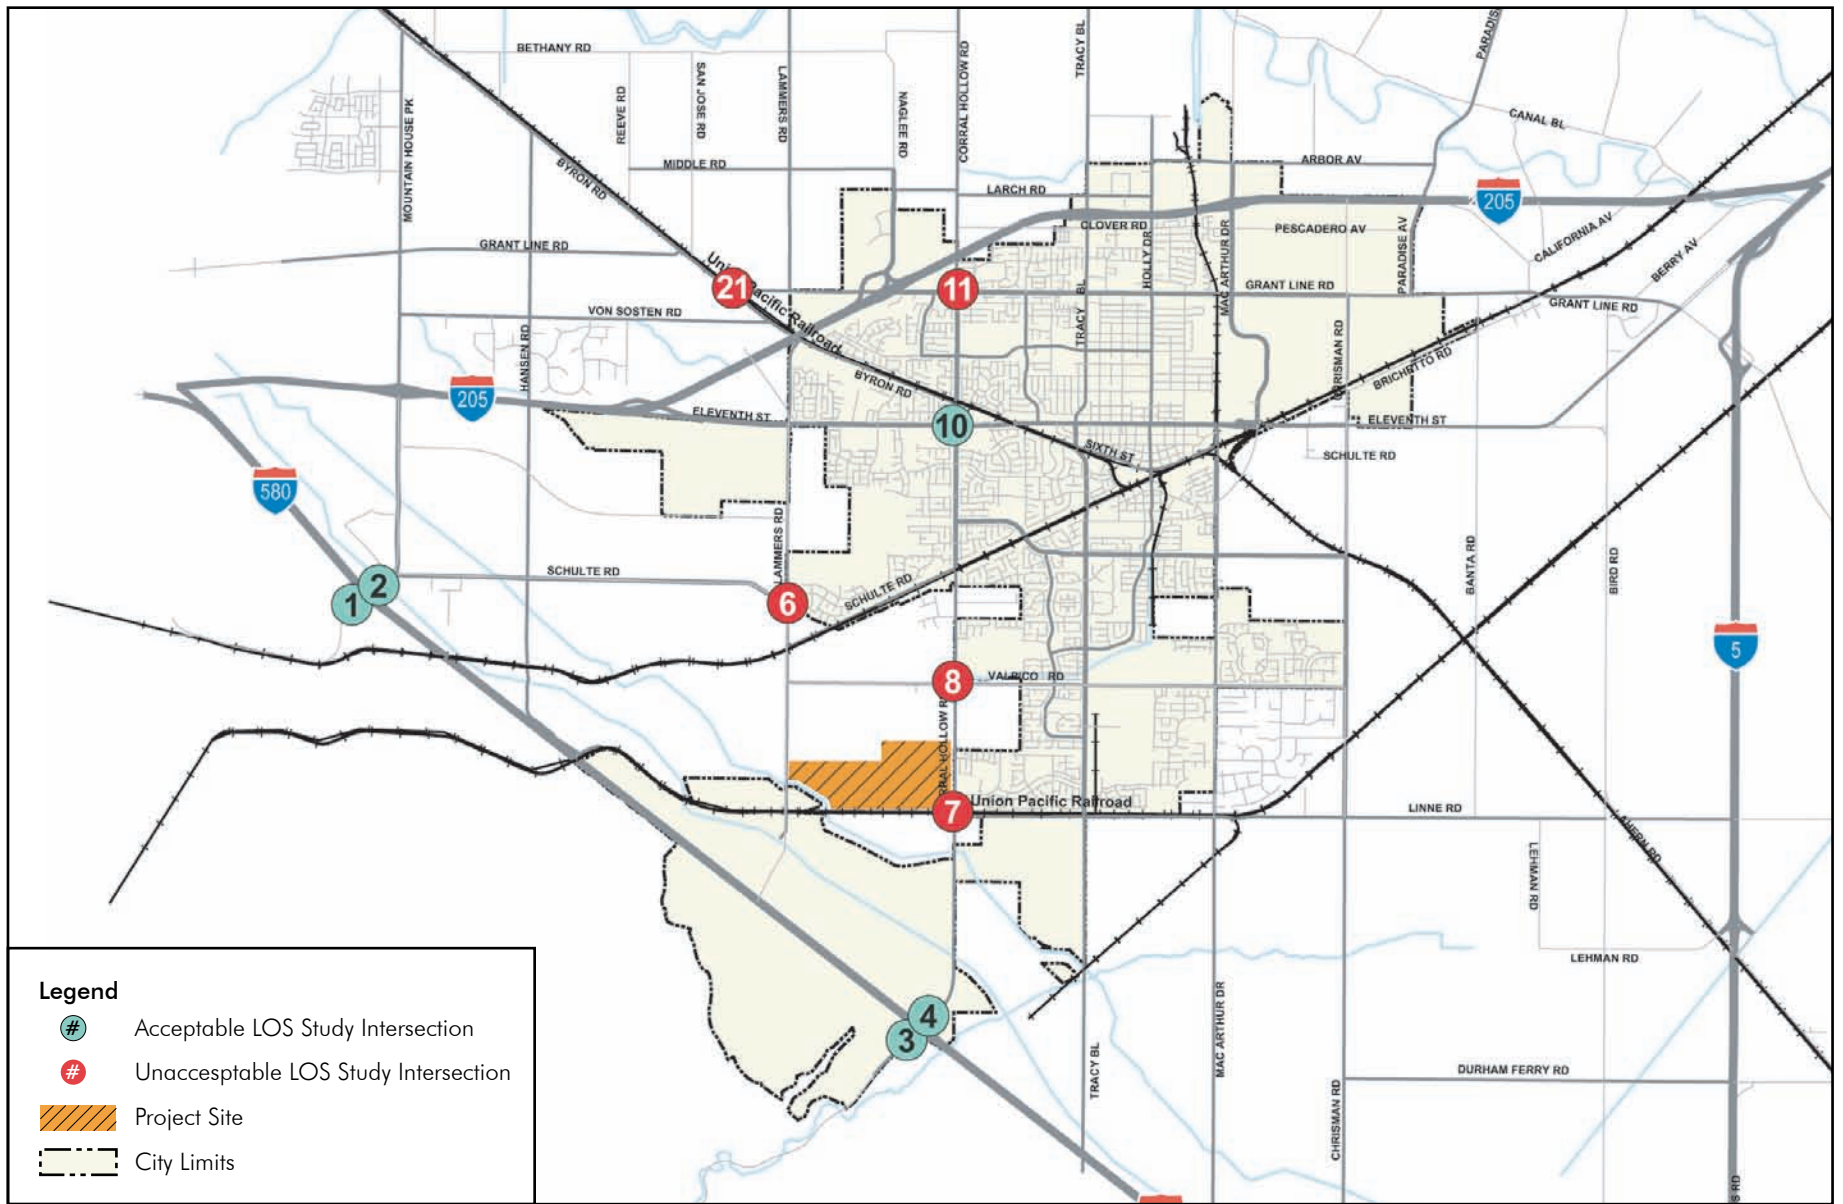 BETHANY RD
MOUNTAIN HOUSE PK
REEVE RD
SAN JOSE RD
LAMMERS RD
NAGLEE RD
CORRAL HOLLOW RD
TRACY BL
CANAL BL
MIDDLE RD
BYRON RD
ARBOR AV
LARCH RD
205
CLOVER RD
PESCADERO AV
PARADISE AV
CALIFORNIA AV
BERRY AV
GRANT LINE RD
HOLLY DR
MAC ARTHUR DR
21
11
GRANT LINE RD
GRANT LINE RD
VON SOSTEN RD
HANSEN RD
TRACY BL
BRICHETTO RD
BYRON RD
205
ELEVENTH ST
10
ELEVENTH ST
SIXTH ST
SCHULTE RD
580
LAMMERS RD
BANTA RD
BIRD RD
SCHULTE RD
SCHULTE RD
1
2
6
5
8
7
Union Pacific Railroad
LINNE RD
AHERN RD
LEHMAN RD
LEHMAN RD
4
3
TRACY BL
MAC ARTHUR DR
CHRISMAN RD
DURHAM FERRY RD
Legend
# Acceptable LOS Study Intersection
# Unaccesptable LOS Study Intersection
Project Site
City Limits